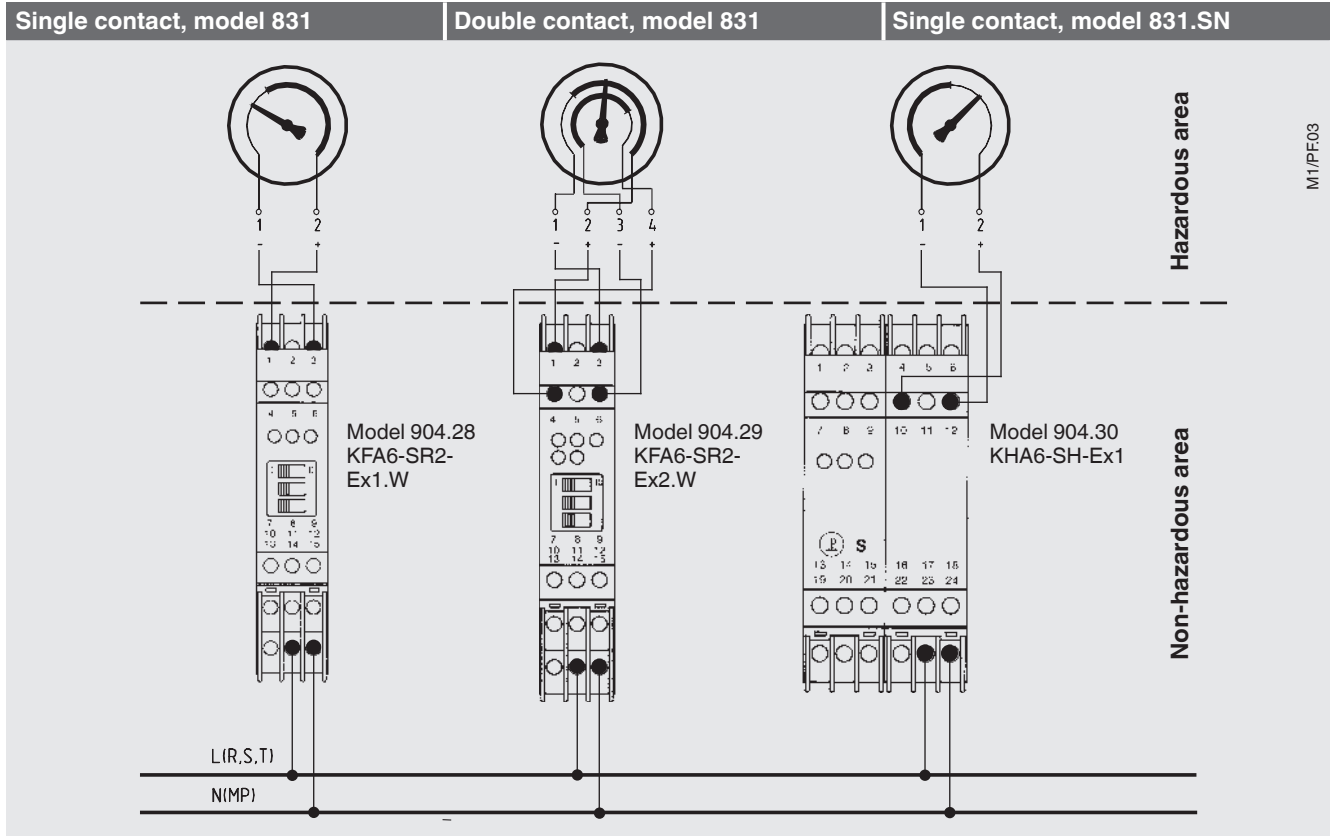 Single contact, model 831
Double contact, model 831
Single contact, model 831.SN
Hazardous area
M1/PF.03
1 2
- +
1 2 3 4
- + - +
1 2
- +
1 2 3
4 5 6
Model 904.28
KFA6-SR2-
Ex1.W
7 8 9
10 11 12
13 14 15
1 2 3
4 5 6
Model 904.29
KFA6-SR2-
Ex2.W
7 8 9
10 11 12
13 14 15
1 2 3 4 5 6
7 8 9 10 11 12
Model 904.30
KHA6-SH-Ex1
S
13 14 15 16 17 18
19 20 21 22 23 24
Non-hazardous area
L(R,S,T)
N(MP)